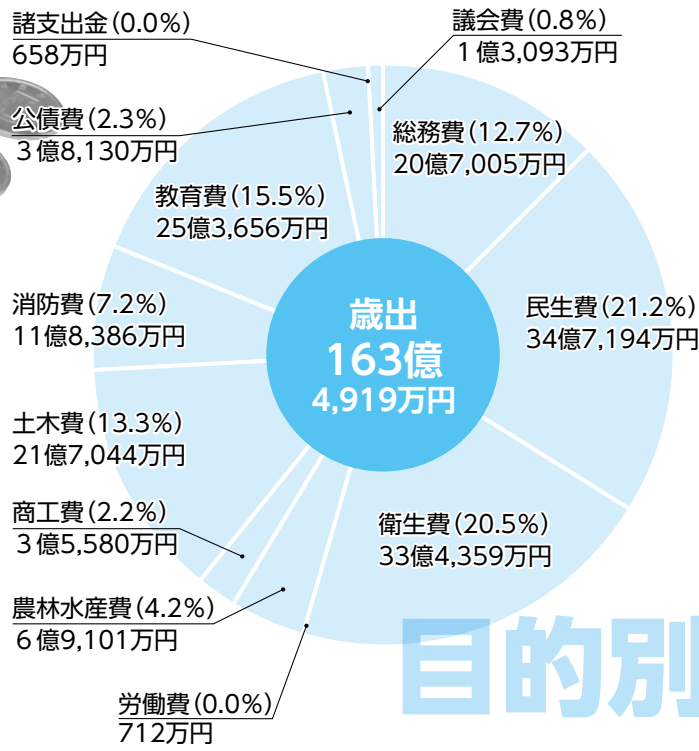 諸支出金(0.0%)
658万円
議会費(0.8%)
1億3,093万円
公債費(2.3%)
3億8,130万円
総務費(12.7%)
20億7,005万円
教育費(15.5%)
25億3,656万円
消防費(7.2%)
11億8,386万円
歳出
163億
4,919万円
民生費(21.2%)
34億7,194万円
土木費(13.3%)
21億7,044万円
商工費(2.2%)
3億5,580万円
衛生費(20.5%)
33億4,359万円
農林水産費(4.2%)
6億9,101万円
労働費(0.0%)
712万円
目的別